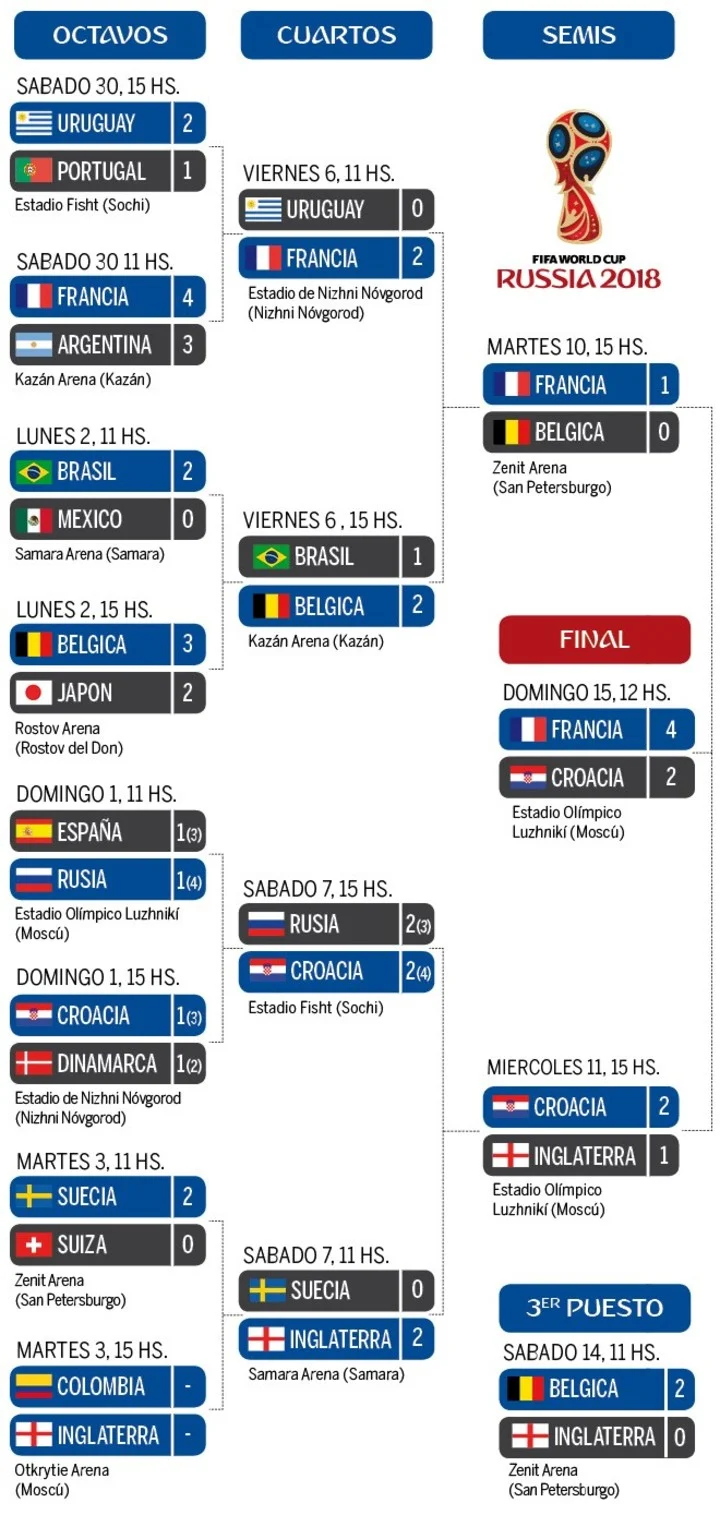 OCTAVOS
SABADO 30, 15 HS.
URUGUAY 2
PORTUGAL 1
Estadio Fisht (Sochi)
SABADO 30 11 HS.
FRANCIA 4
ARGENTINA 3
Kazán Arena (Kazán)
LUNES 2, 11 HS.
BRASIL 2
MEXICO 0
Samara Arena (Samara)
LUNES 2, 15 HS.
BELGICA 3
JAPON 2
Rostov Arena
(Rostov del Don)
DOMINGO 1, 11 HS.
ESPAÑA 1(3)
RUSIA 1(4)
Estadio Olímpico Luzhnikí
(Moscú)
DOMINGO 1, 15 HS.
CROACIA 1(3)
DINAMARCA 1(2)
Estadio de Nizhni Nóvgorod
(Nizhni Nóvgorod)
MARTES 3, 11 HS.
SUECIA 2
SUIZA 0
Zenit Arena
(San Petersburgo)
MARTES 3, 15 HS.
COLOMBIA -
INGLATERRA -
Otkrytie Arena
(Moscú)
CUARTOS
VIERNES 6, 11 HS.
URUGUAY 0
FRANCIA 2
Estadio de Nizhni Nóvgorod
(Nizhni Nóvgorod)
VIERNES 6 , 15 HS.
BRASIL 1
BELGICA 2
Kazán Arena (Kazán)
SABADO 7, 15 HS.
RUSIA 2(3)
CROACIA 2(4)
Estadio Fisht (Sochi)
SABADO 7, 11 HS.
SUECIA 0
INGLATERRA 2
Samara Arena (Samara)
SEMIS
FIFA WORLD CUP
RUSSIA 2018
MARTES 10, 15 HS.
FRANCIA 1
BELGICA 0
Zenit Arena
(San Petersburgo)
FINAL
DOMINGO 15, 12 HS.
FRANCIA 4
CROACIA 2
Estadio Olímpico
Luzhnikí (Moscú)
MIERCOLES 11, 15 HS.
CROACIA 2
INGLATERRA 1
Estadio Olímpico
Luzhnikí (Moscú)
3ER PUESTO
SABADO 14, 11 HS.
BELGICA 2
INGLATERRA 0
Zenit Arena
(San Petersburgo)